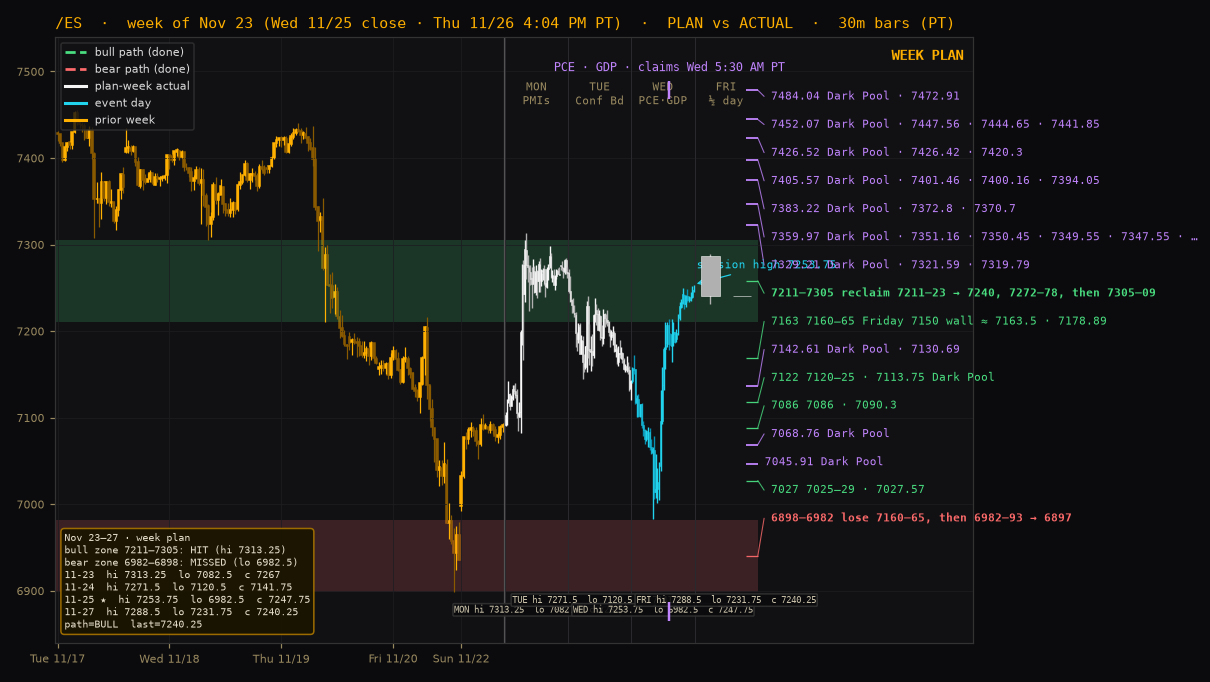 /ES · week of Nov 23 (Wed 11/25 close · Thu 11/26 4:04 PM PT) · PLAN vs ACTUAL · 30m bars (PT)
WEEK PLAN
bull path (done)
bear path (done)
plan-week actual
event day
prior week
PCE · GDP · claims Wed 5:30 AM PT
MON
PMIs
TUE
Conf Bd
WED
PCE·GDP
FRI
½ day
7500
7400
7300
7200
7100
7000
6900
7484.04 Dark Pool · 7472.91
7452.07 Dark Pool · 7447.56 · 7444.65 · 7441.85
7426.52 Dark Pool · 7426.42 · 7420.3
7405.57 Dark Pool · 7401.46 · 7400.16 · 7394.05
7383.22 Dark Pool · 7372.8 · 7370.7
7359.97 Dark Pool · 7351.16 · 7350.45 · 7349.55 · 7347.55 · …
session high 7253.75
7329.21 Dark Pool · 7321.59 · 7319.79
7211–7305 reclaim 7211–23 → 7240, 7272–78, then 7305–09
7163 7160–65 Friday 7150 wall ≈ 7163.5 · 7178.89
7142.61 Dark Pool · 7130.69
7122 7120–25 · 7113.75 Dark Pool
7086 7086 · 7090.3
7068.76 Dark Pool
7045.91 Dark Pool
7027 7025–29 · 7027.57
6898–6982 lose 7160–65, then 6982–93 → 6897
Nov 23–27 · week plan
bull zone 7211–7305: HIT (hi 7313.25)
bear zone 6982–6898: MISSED (lo 6982.5)
11-23 hi 7313.25 lo 7082.5 c 7267
11-24 hi 7271.5 lo 7120.5 c 7141.75
11-25 ★ hi 7253.75 lo 6982.5 c 7247.75
11-27 hi 7288.5 lo 7231.75 c 7240.25
path=BULL last=7240.25
TUE hi 7271.5 lo 7120.5
FRI hi 7288.5 lo 7231.75 c 7240.25
MON hi 7313.25 lo 7082
WED hi 7253.75 lo 6982.5 c 7247.75
Tue 11/17
Wed 11/18
Thu 11/19
Fri 11/20
Sun 11/22